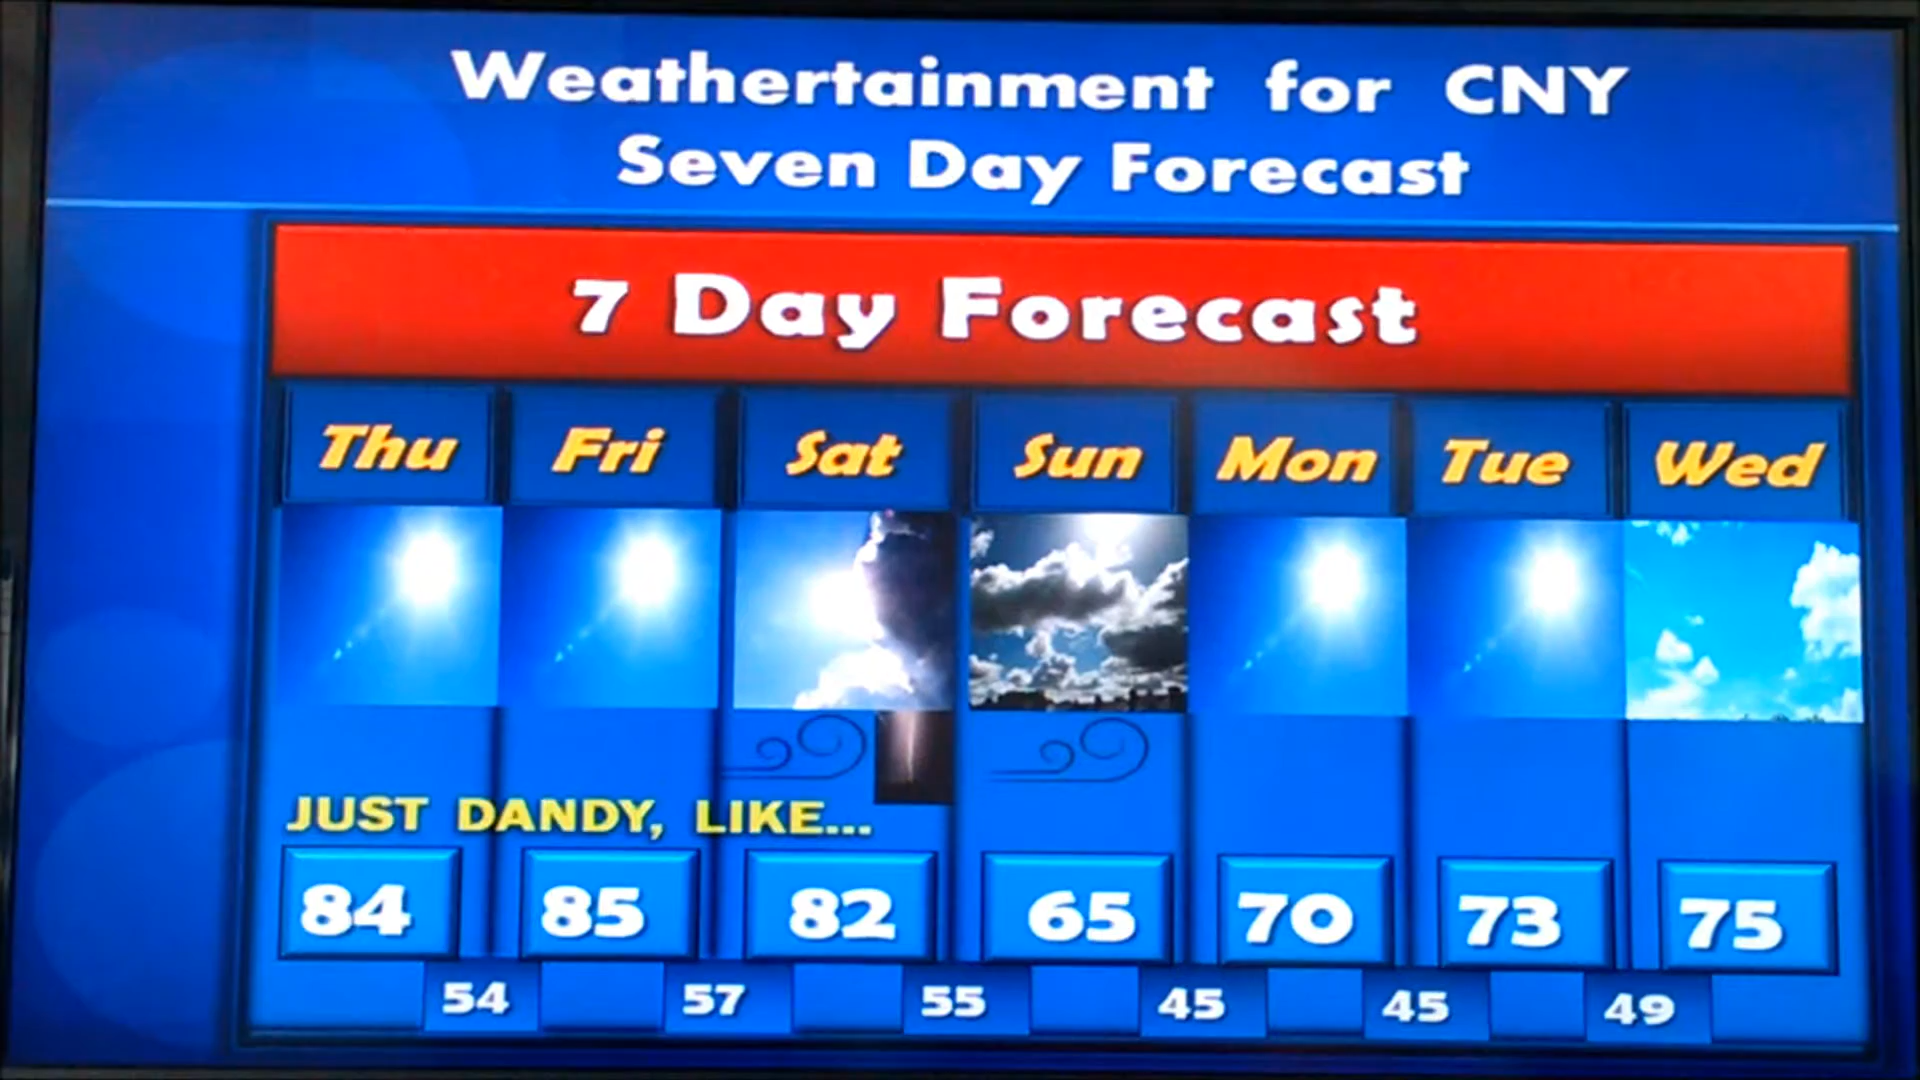 Weathertainment for CNY
Seven Day Forecast
7 Day Forecast
Thu Fri Sat Sun Mon Tue Wed
JUST DANDY, LIKE...
84 85 82 65 70 73 75
54 57 55 45 45 49